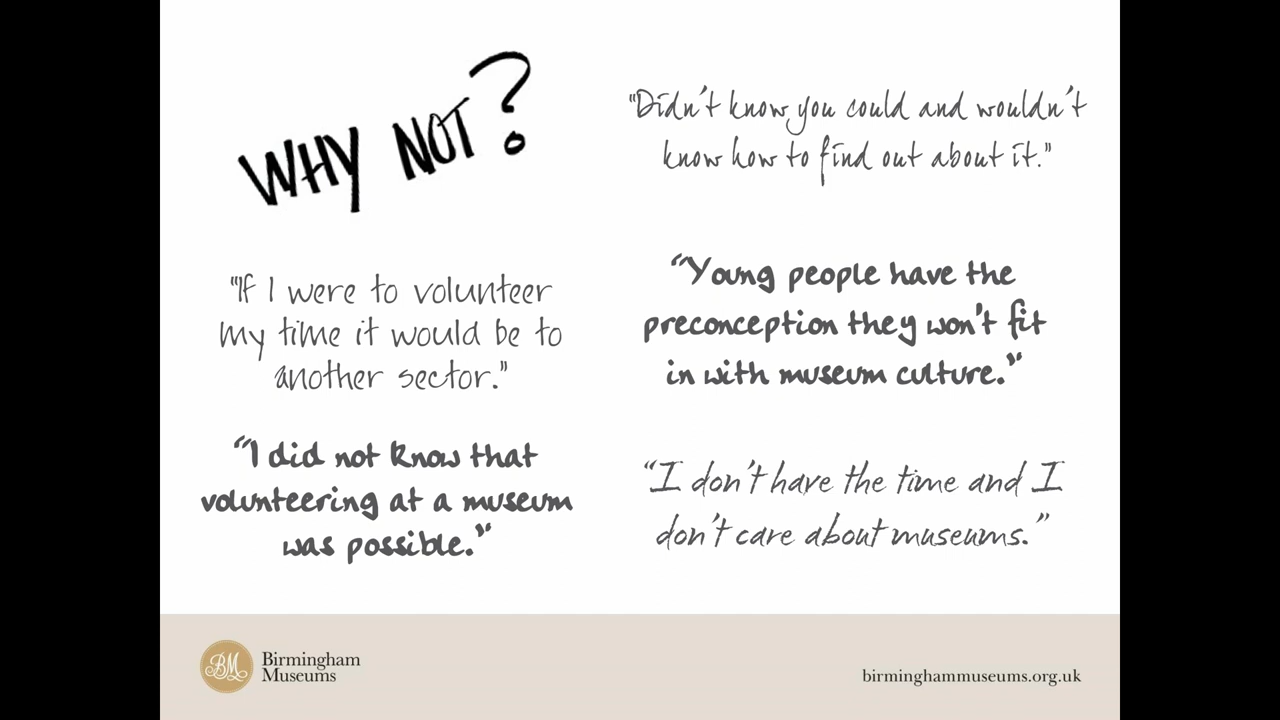 WHY NOT?
"Didn't know you could and wouldn't
know how to find out about it."
"If I were to volunteer
my time it would be to
another sector."
"Young people have the
preconception they won't fit
in with museum culture."
"I did not know that
volunteering at a museum
was possible."
"I don't have the time and I
don't care about museums."
BM
Birmingham
Museums
birminghammuseums.org.uk